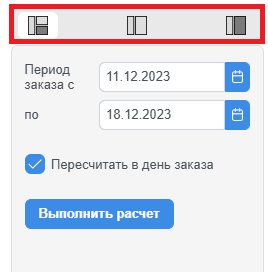 Период
заказа с 11.12.2023
по 18.12.2023
Пересчитать в день заказа
Выполнить расчет